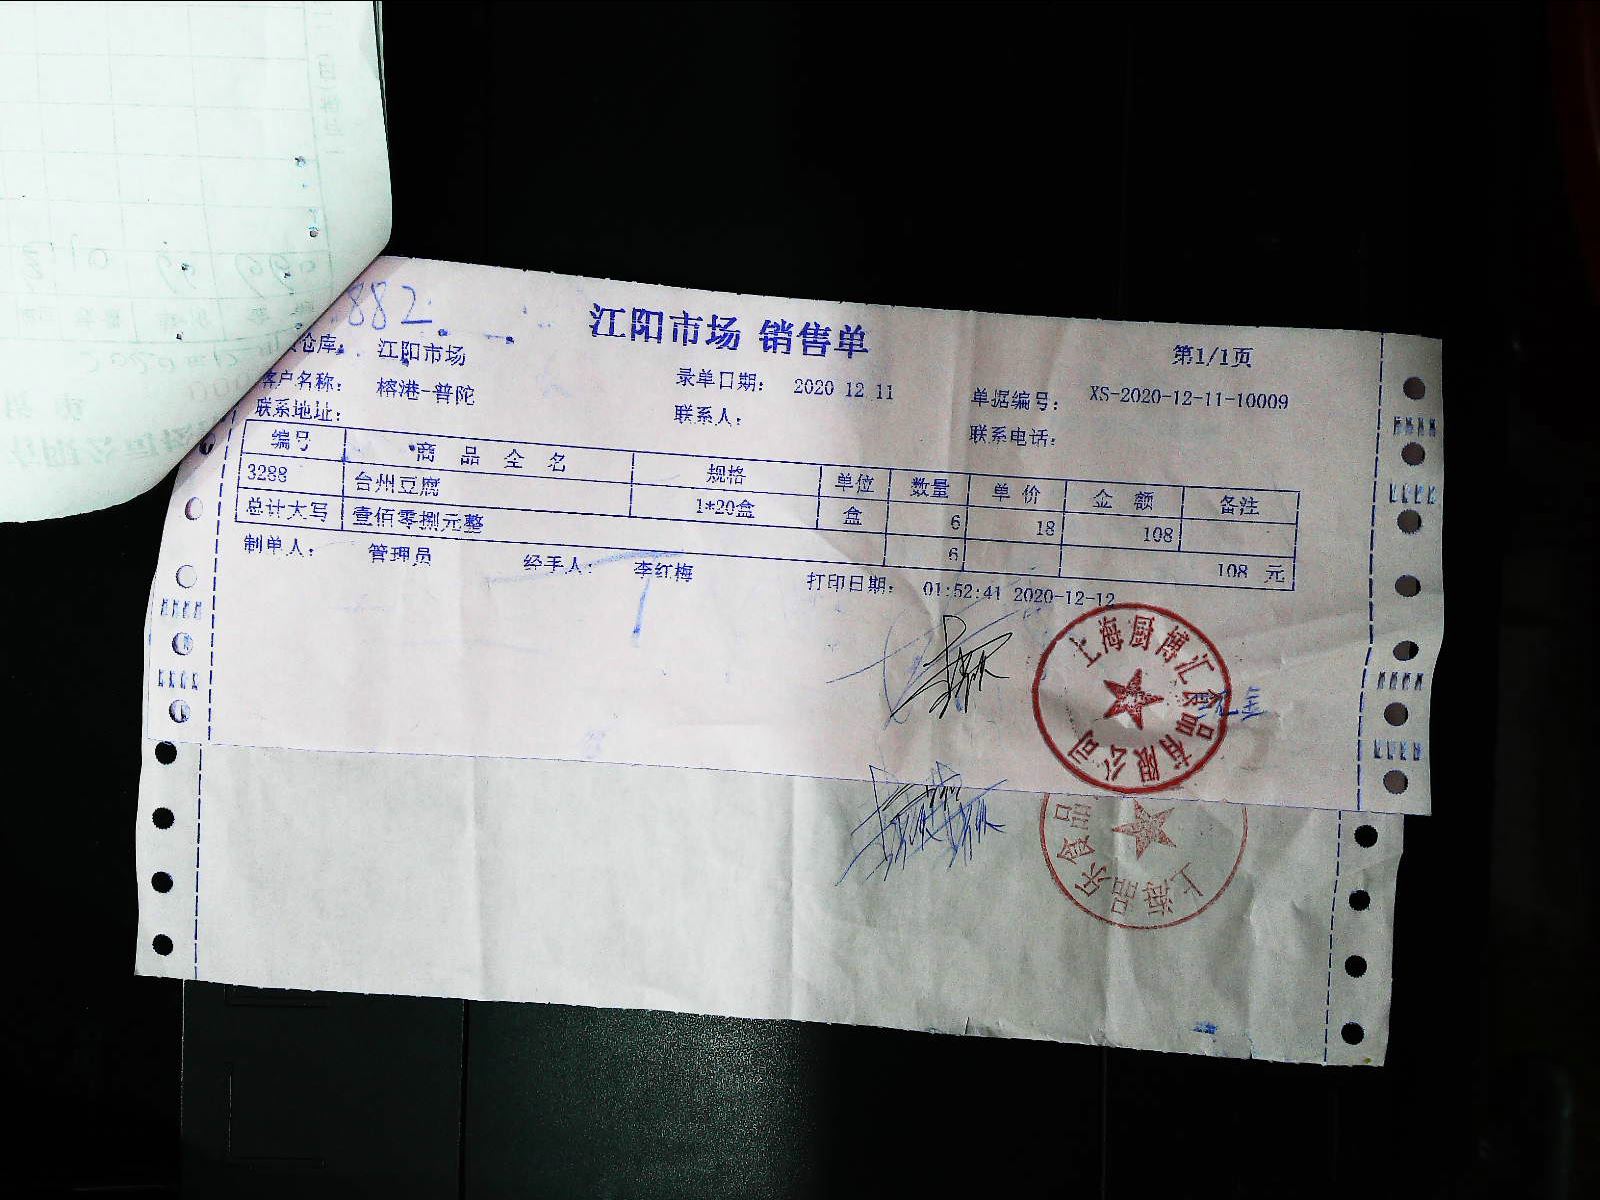 882
江阳市场 销售单
第1/1页
仓库: 江阳市场
客户名称: 榕港-普陀
录单日期: 2020 12 11
单据编号: XS-2020-12-11-10009
联系地址:
联系人:
联系电话:
编号 商品全名 规格 单位 数量 单价 金额 备注
3288 台州豆腐 1*20盒 盒 6 18 108
总计大写 壹佰零捌元整 6 108 元
制单人: 管理员 经手人: 李红梅 打印日期: 01:52:41 2020-12-12
上海厨博汇食品有限公司
上海
品乐食品